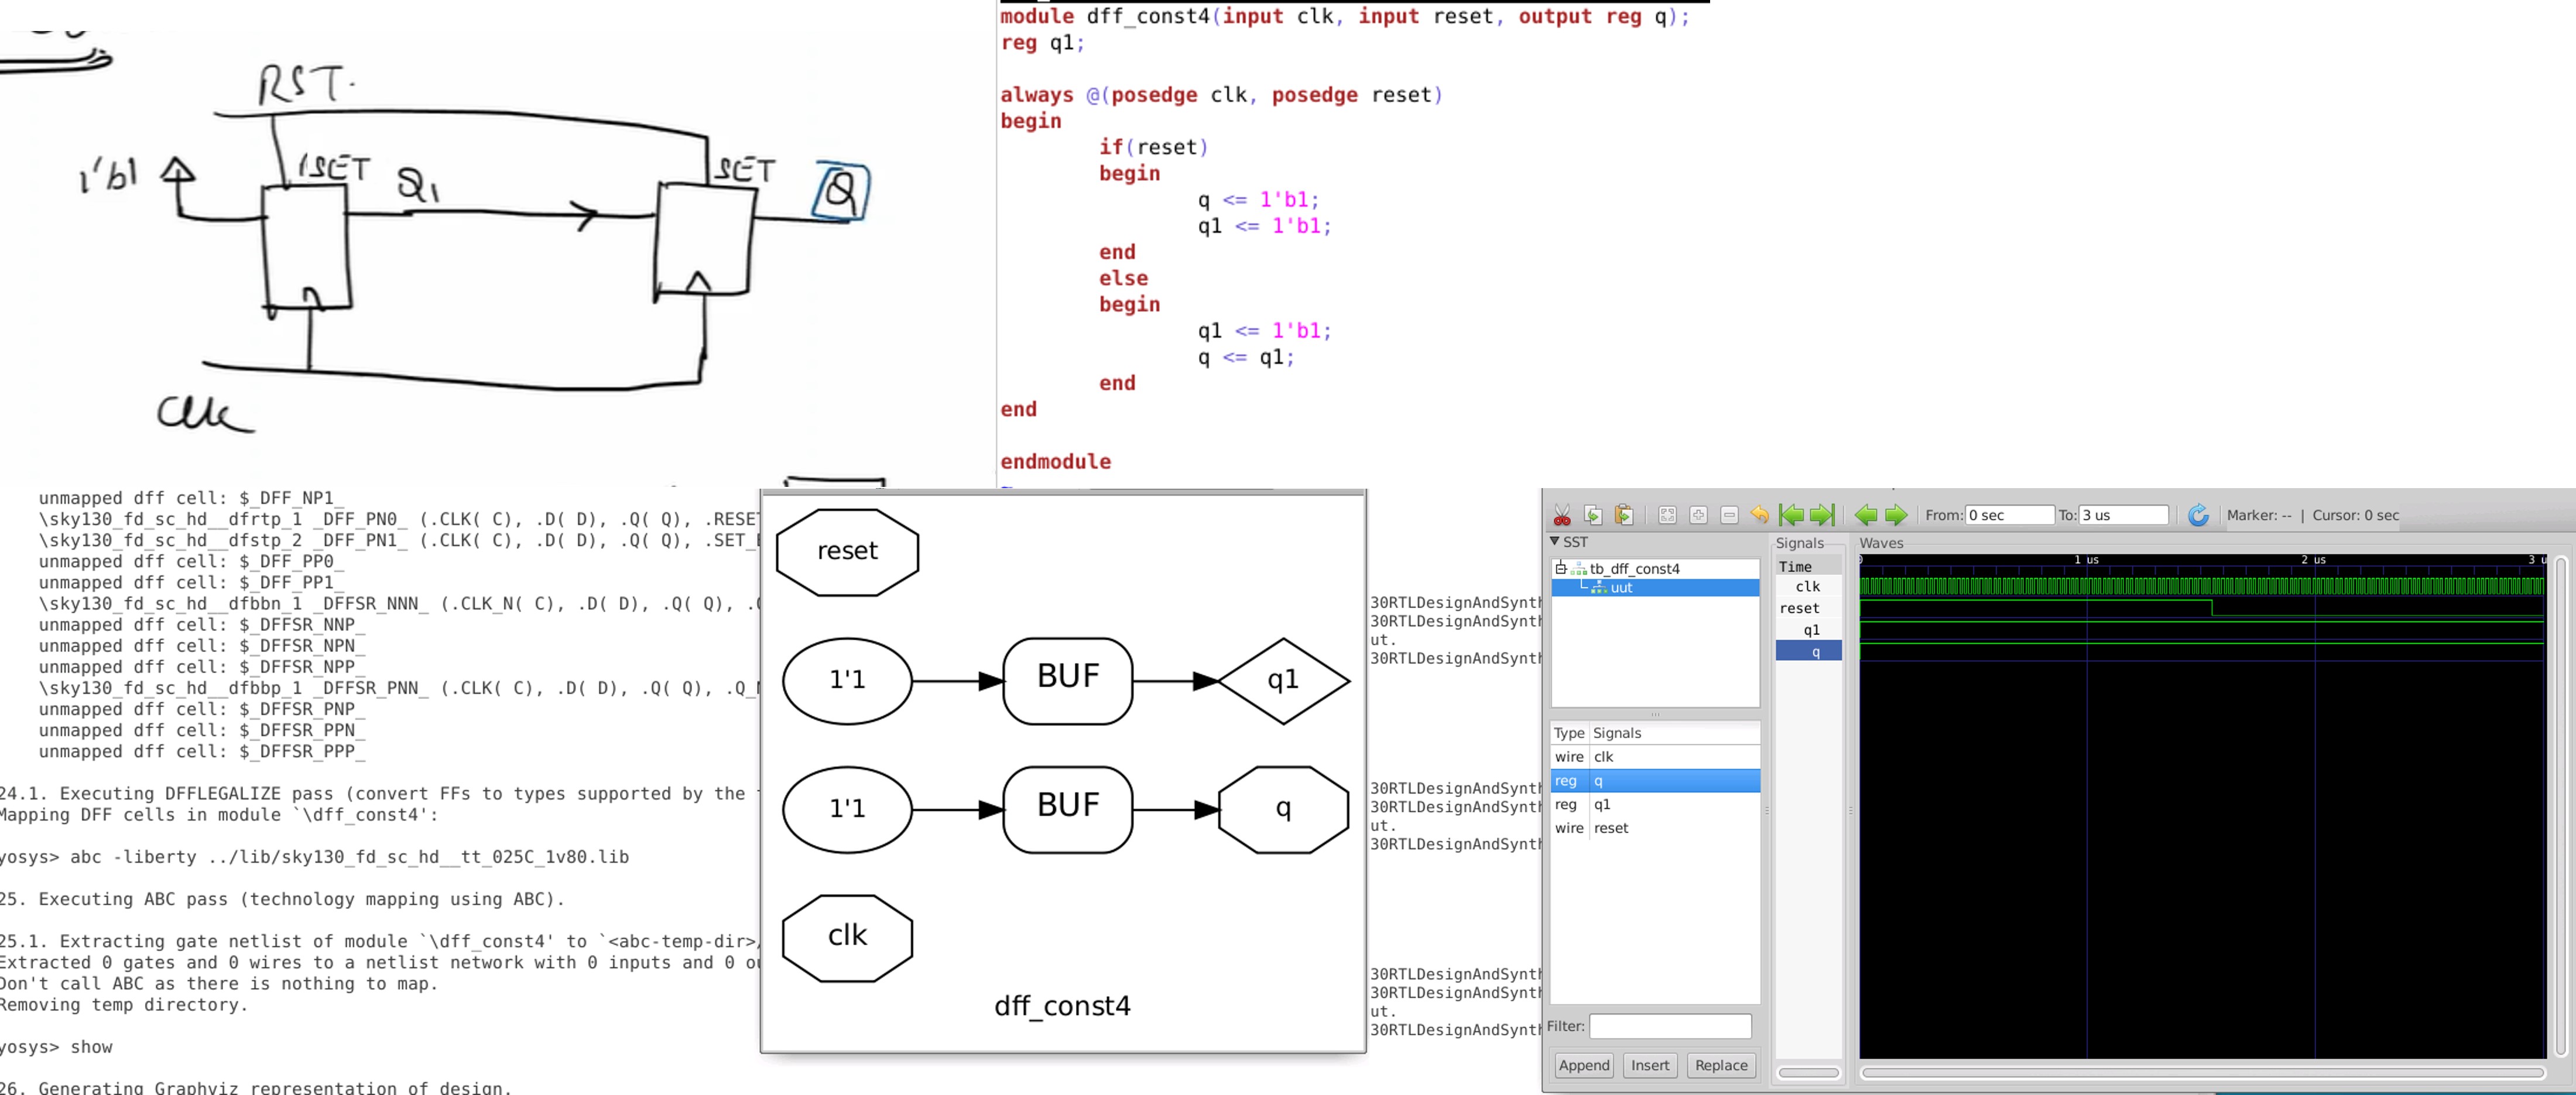 RST.
1'b1
SET
Q1
SET
Q
Clk
module dff_const4(input clk, input reset, output reg q);
reg q1;
always @(posedge clk, posedge reset)
begin
if(reset)
begin
q <= 1'b1;
q1 <= 1'b1;
end
else
begin
q1 <= 1'b1;
q <= q1;
end
end
endmodule
unmapped dff cell: $_DFF_NP1_
\sky130_fd_sc_hd__dfrtp_1 _DFF_PN0_ (.CLK( C), .D( D), .Q( Q), .RESE
\sky130_fd_sc_hd__dfstp_2 _DFF_PN1_ (.CLK( C), .D( D), .Q( Q), .SET_
unmapped dff cell: $_DFF_PP0_
unmapped dff cell: $_DFF_PP1_
\sky130_fd_sc_hd__dfbbn_1 _DFFSR_NNN_ (.CLK_N( C), .D( D), .Q( Q), .
unmapped dff cell: $_DFFSR_NNP_
unmapped dff cell: $_DFFSR_NPN_
unmapped dff cell: $_DFFSR_NPP_
\sky130_fd_sc_hd__dfbbp_1 _DFFSR_PNN_ (.CLK( C), .D( D), .Q( Q), .Q_
unmapped dff cell: $_DFFSR_PNP_
unmapped dff cell: $_DFFSR_PPN_
unmapped dff cell: $_DFFSR_PPP_
24.1. Executing DFFLEGALIZE pass (convert FFs to types supported by the
Mapping DFF cells in module `\dff_const4':
yosys> abc -liberty ../lib/sky130_fd_sc_hd__tt_025C_1v80.lib
25. Executing ABC pass (technology mapping using ABC).
25.1. Extracting gate netlist of module `\dff_const4' to `<abc-temp-dir>
Extracted 0 gates and 0 wires to a netlist network with 0 inputs and 0 o
Don't call ABC as there is nothing to map.
Removing temp directory.
yosys> show
26. Generating Graphviz representation of design.
reset
1'1 BUF q1
1'1 BUF q
clk
dff_const4
30RTLDesignAndSynt
30RTLDesignAndSynt
ut.
30RTLDesignAndSynt
30RTLDesignAndSynt
30RTLDesignAndSynt
ut.
30RTLDesignAndSynt
30RTLDesignAndSynt
30RTLDesignAndSynt
ut.
30RTLDesignAndSynt
From: 0 sec To: 3 us Marker: -- | Cursor: 0 sec
SST
tb_dff_const4
uut
Type Signals
wire clk
reg q
reg q1
wire reset
Filter:
Append Insert Replace
Signals
Time
clk
reset
q1
q
Waves
0 1 us 2 us 3 u